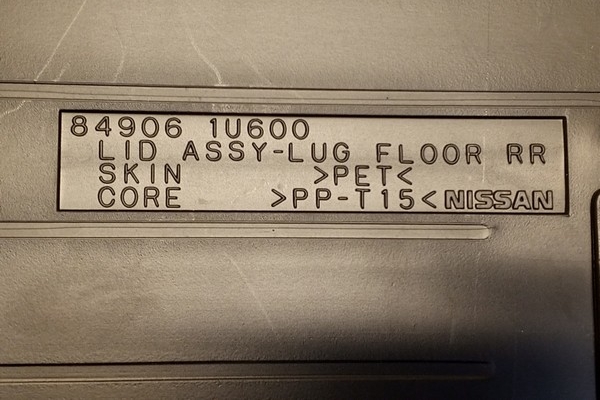 84906 1U600
LID ASSY-LUG FLOOR RR
SKIN >PET<
CORE >PP-T15< NISSAN